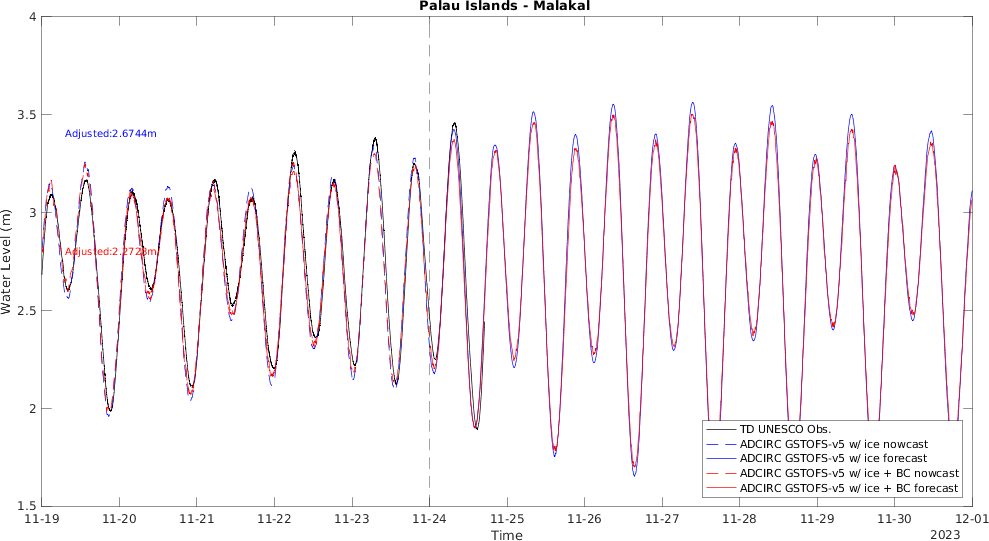 Palau Islands - Malakal
4
3.5
3
2.5
2
1.5
Water Level (m)
Adjusted:2.6744m
Adjusted:2.2728m
TD UNESCO Obs.
ADCIRC GSTOFS-v5 w/ ice nowcast
ADCIRC GSTOFS-v5 w/ ice forecast
ADCIRC GSTOFS-v5 w/ ice + BC nowcast
ADCIRC GSTOFS-v5 w/ ice + BC forecast
11-19 11-20 11-21 11-22 11-23 11-24 11-25 11-26 11-27 11-28 11-29 11-30 12-01
Time
2023